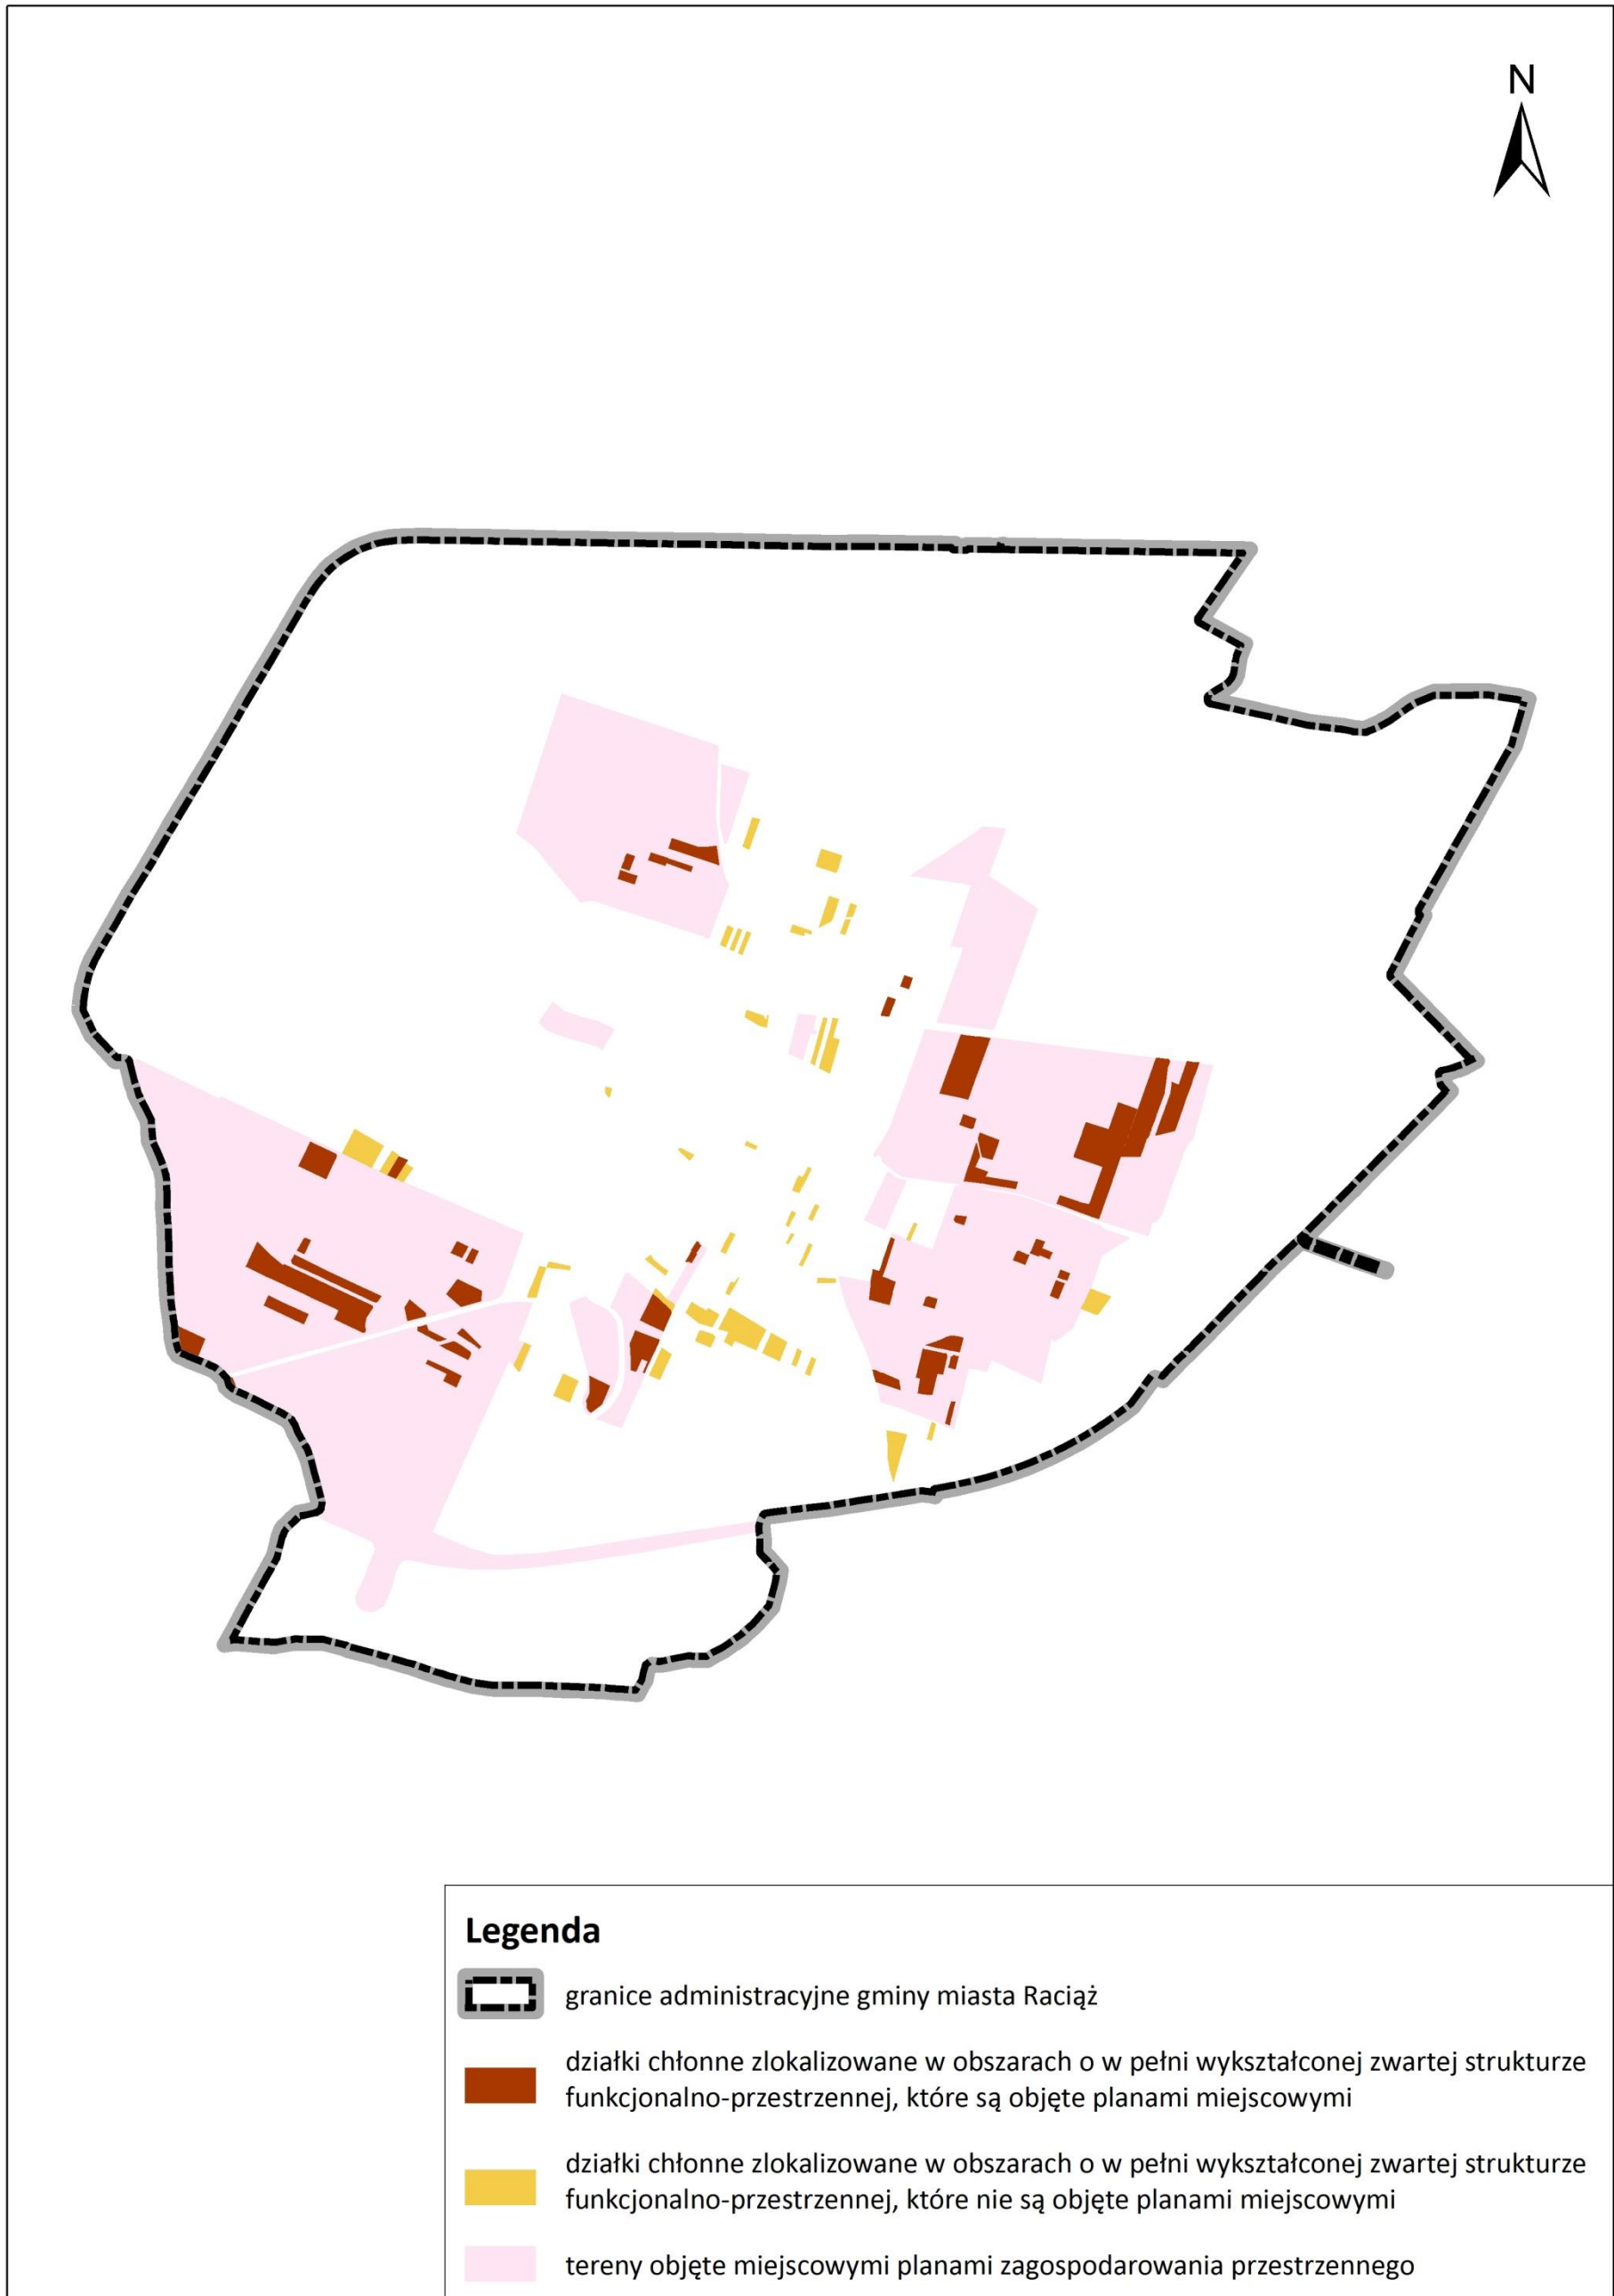 N
Legenda
granice administracyjne gminy miasta Raciąż
działki chłonne zlokalizowane w obszarach o w pełni wykształconej zwartej strukturze
funkcjonalno-przestrzennej, które są objęte planami miejscowymi
działki chłonne zlokalizowane w obszarach o w pełni wykształconej zwartej strukturze
funkcjonalno-przestrzennej, które nie są objęte planami miejscowymi
tereny objęte miejscowymi planami zagospodarowania przestrzennego